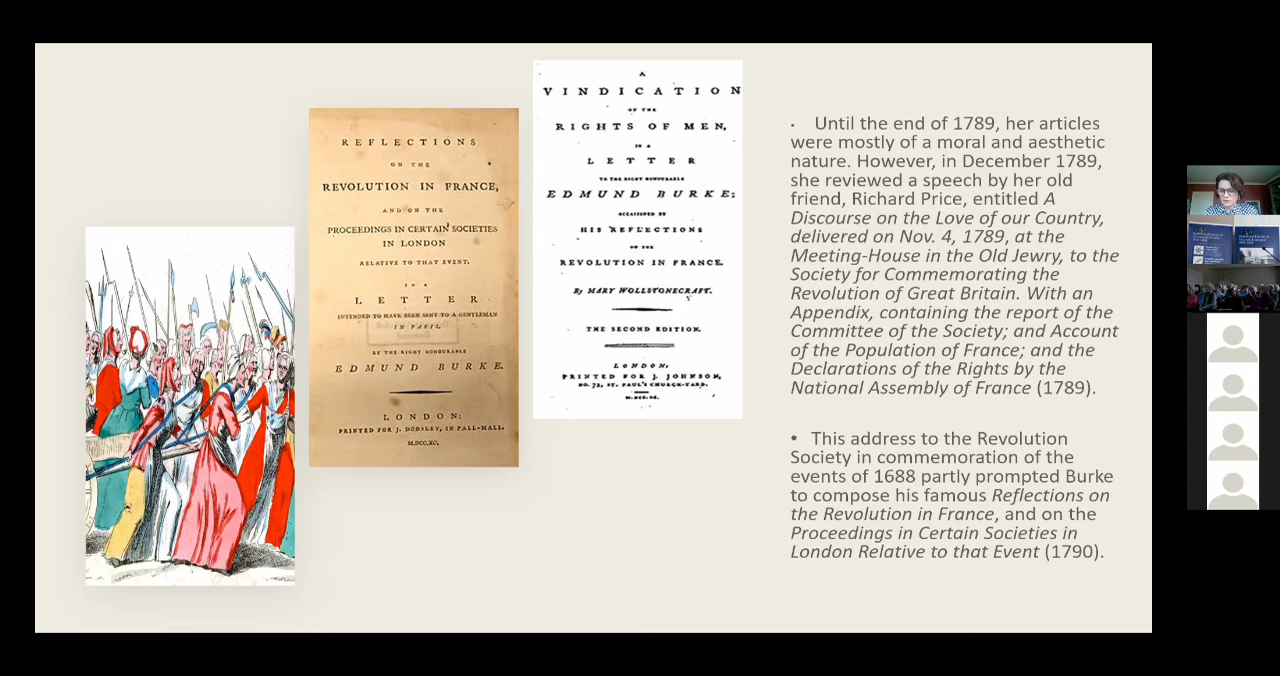 REFLECTIONS
ON THE
REVOLUTION IN FRANCE,
AND ON THE
PROCEEDINGS IN CERTAIN SOCIETIES
IN LONDON
RELATIVE TO THAT EVENT.
IN A
LETTER
INTENDED TO HAVE BEEN SENT TO A GENTLEMAN
IN PARIS.
BY THE RIGHT HONOURABLE
EDMUND BURKE.
LONDON:
PRINTED FOR J. DODSLEY, IN PALL-MALL.
M.DCC.XC.
A
VINDICATION
OF THE
RIGHTS OF MEN,
IN A
LETTER
TO THE RIGHT HONOURABLE
EDMUND BURKE;
OCCASIONED BY
HIS REFLECTIONS
ON THE
REVOLUTION IN FRANCE.
By MARY WOLLSTONECRAFT.
THE SECOND EDITION.
LONDON:
PRINTED FOR J. JOHNSON,
NO. 72, ST. PAUL'S CHURCH-YARD.
M.DCC.XC.
• Until the end of 1789, her articles
were mostly of a moral and aesthetic
nature. However, in December 1789,
she reviewed a speech by her old
friend, Richard Price, entitled A
Discourse on the Love of our Country,
delivered on Nov. 4, 1789, at the
Meeting-House in the Old Jewry, to the
Society for Commemorating the
Revolution of Great Britain. With an
Appendix, containing the report of the
Committee of the Society; and Account
of the Population of France; and the
Declarations of the Rights by the
National Assembly of France (1789).
• This address to the Revolution
Society in commemoration of the
events of 1688 partly prompted Burke
to compose his famous Reflections on
the Revolution in France, and on the
Proceedings in Certain Societies in
London Relative to that Event (1790).